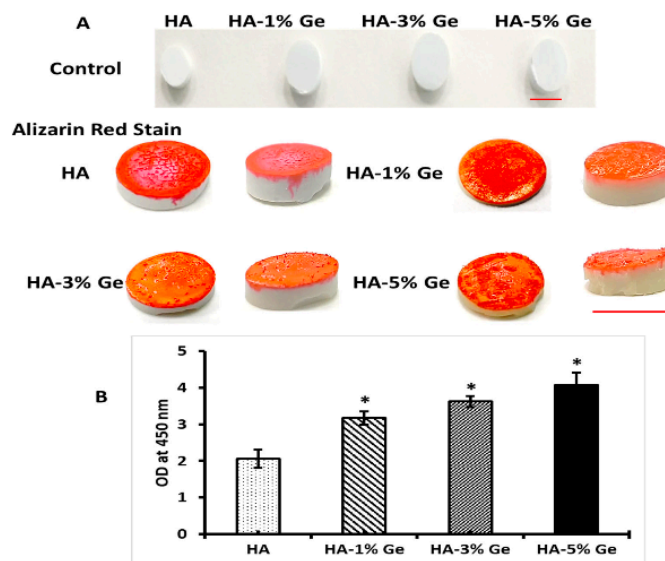 A
HA HA-1% Ge HA-3% Ge HA-5% Ge
Control
Alizarin Red Stain
HA HA-1% Ge
HA-3% Ge HA-5% Ge
B
OD at 450 nm
5
4
3
2
1
0
* * *
HA HA-1% Ge HA-3% Ge HA-5% Ge